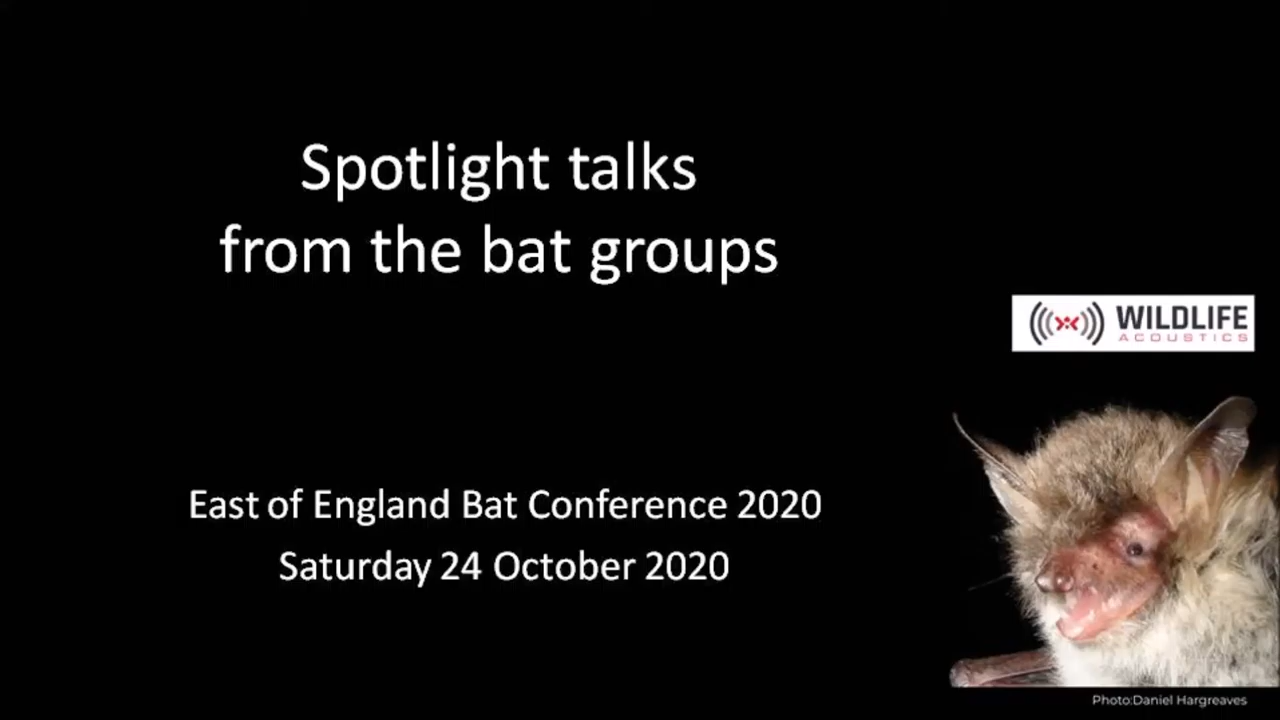 Spotlight talks
from the bat groups
WILDLIFE
ACOUSTICS
East of England Bat Conference 2020
Saturday 24 October 2020
Photo:Daniel Hargreaves